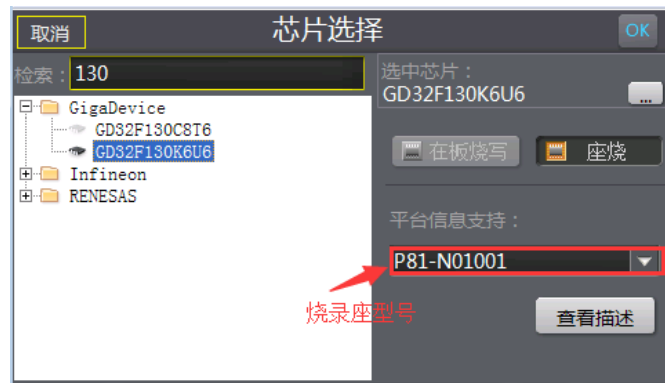 取消
芯片选择
OK
检索：130
选中芯片：
GD32F130K6U6
...
GigaDevice
GD32F130C8T6
GD32F130K6U6
Infineon
RENESAS
在板烧写
座烧
平台信息支持：
P81-N01001
烧录座型号
查看描述